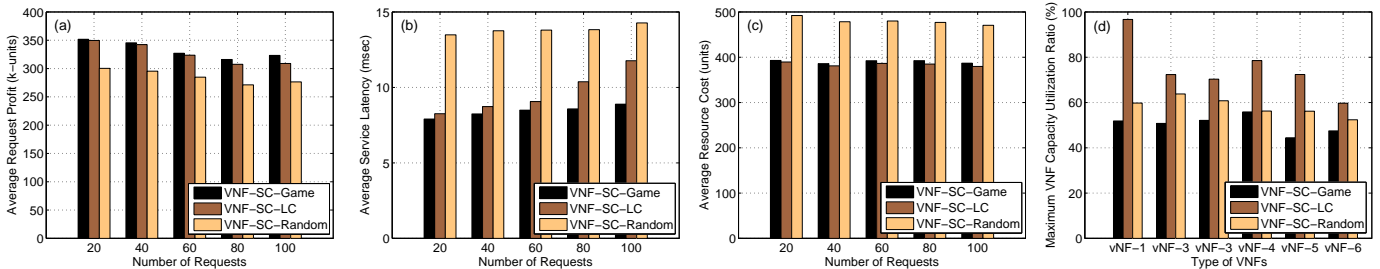 (a)
Average Request Profit (k−units)
400
350
300
250
200
150
100
50
0
VNF−SC−Game
VNF−SC−LC
VNF−SC−Random
20 40 60 80 100
Number of Requests
(b)
Average Service Latency (msec)
15
10
5
0
VNF−SC−Game
VNF−SC−LC
VNF−SC−Random
20 40 60 80 100
Number of Requests
(c)
Average Resource Cost (units)
500
400
300
200
100
0
VNF−SC−Game
VNF−SC−LC
VNF−SC−Random
20 40 60 80 100
Number of Requests
(d)
Maximum VNF Capacity Utilization Ratio (%)
100
80
60
40
20
0
VNF−SC−Game
VNF−SC−LC
VNF−SC−Random
vNF−1 vNF−3 vNF−3 vNF−4 vNF−5 vNF−6
Type of VNFs